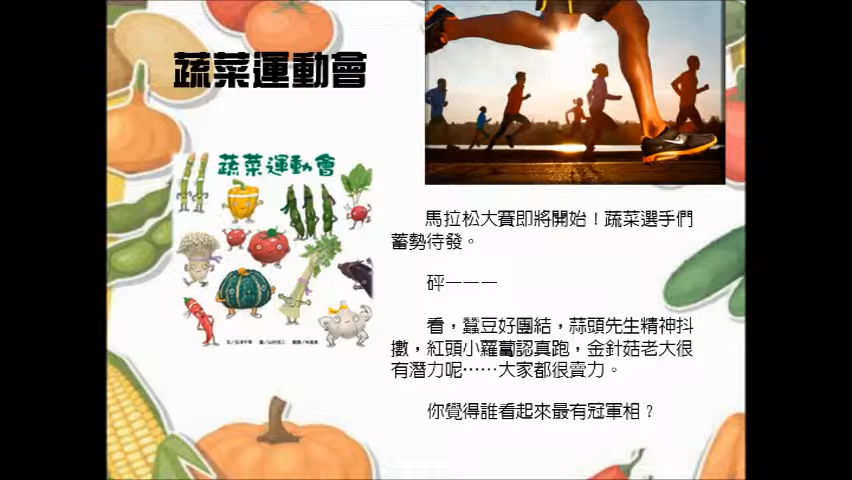 蔬菜運動會
蔬菜運動會
馬拉松大賽即將開始！蔬菜選手們
蓄勢待發。
砰———
看，蠶豆好團結，蒜頭先生精神抖
擻，紅頭小蘿蔔認真跑，金針菇老大很
有潛力呢……大家都很賣力。
你覺得誰看起來最有冠軍相？